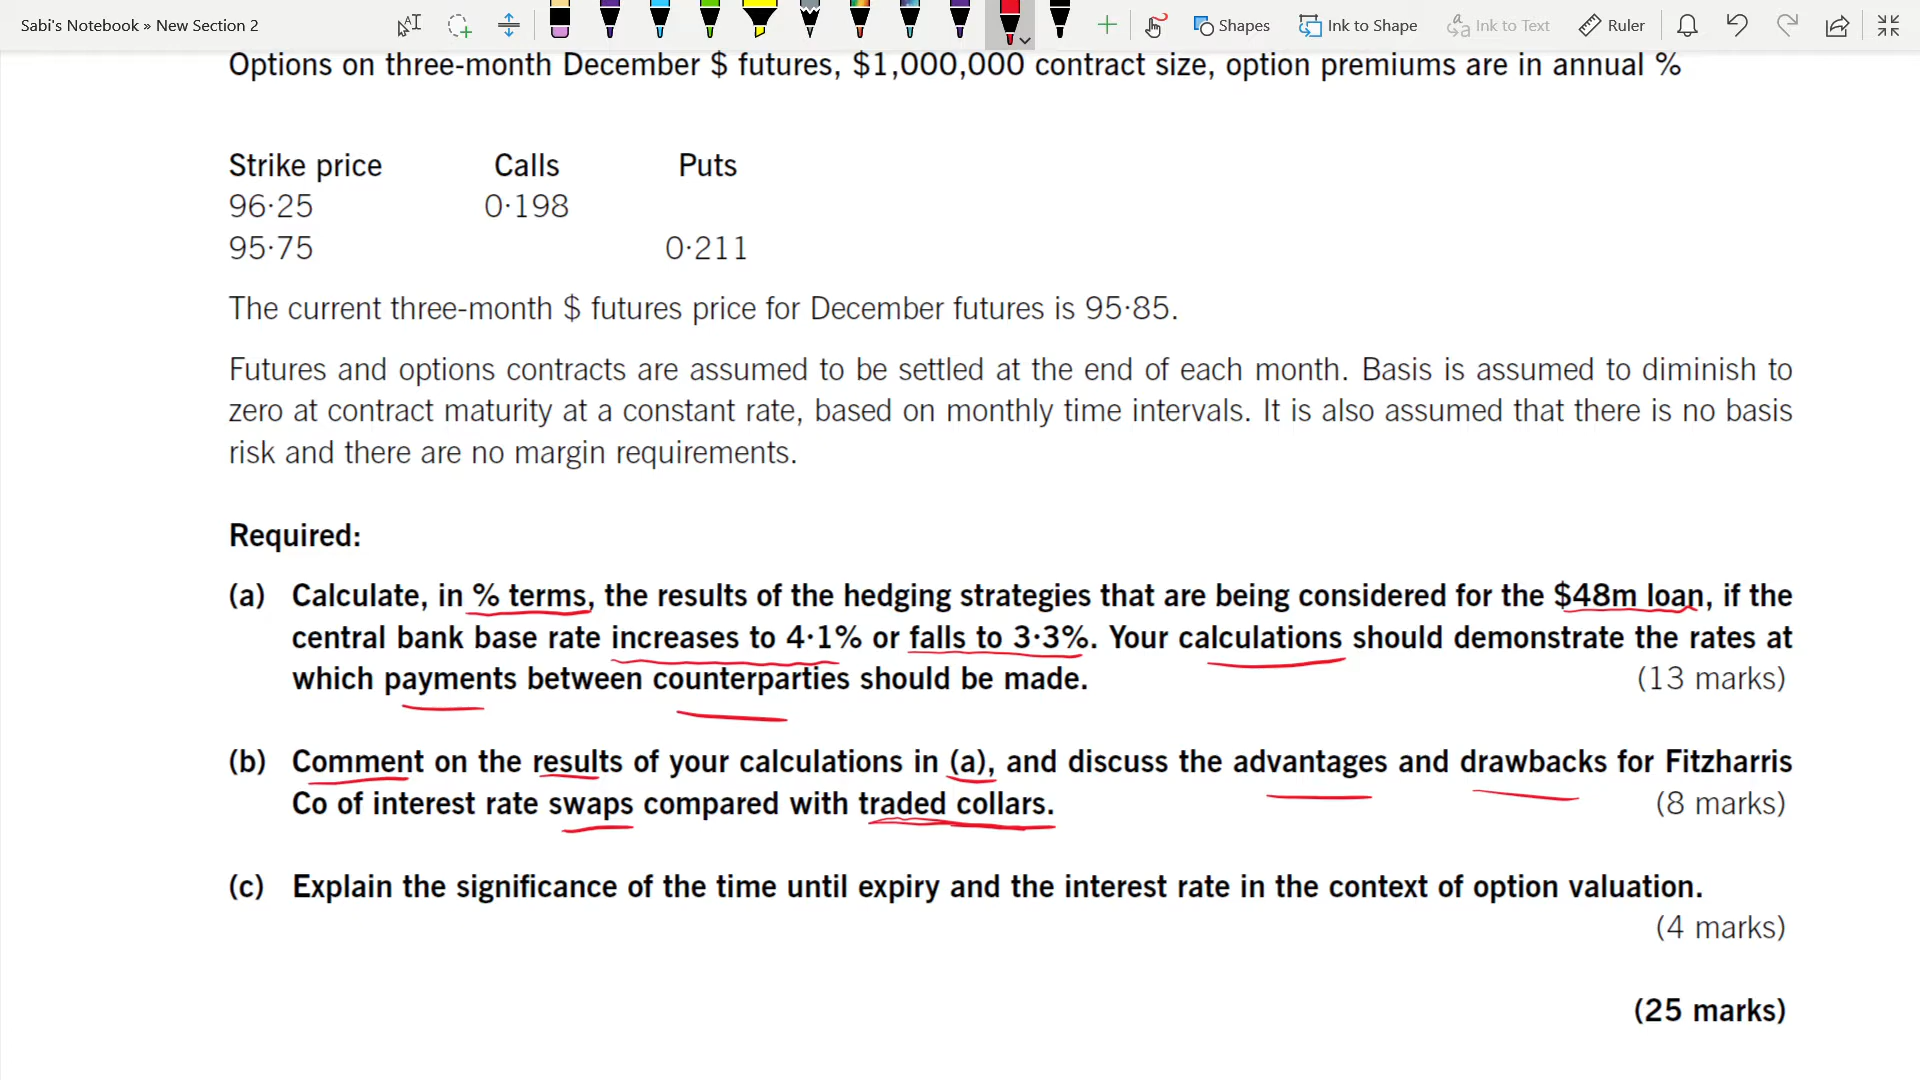 Sabi's Notebook » New Section 2
Shapes
Ink to Shape
Ink to Text
Ruler
Options on three-month December $ futures, $1,000,000 contract size, option premiums are in annual %
Strike price Calls Puts
96·25 0·198
95·75 0·211
The current three-month $ futures price for December futures is 95·85.
Futures and options contracts are assumed to be settled at the end of each month. Basis is assumed to diminish to
zero at contract maturity at a constant rate, based on monthly time intervals. It is also assumed that there is no basis
risk and there are no margin requirements.
Required:
(a) Calculate, in % terms, the results of the hedging strategies that are being considered for the $48m loan, if the
central bank base rate increases to 4·1% or falls to 3·3%. Your calculations should demonstrate the rates at
which payments between counterparties should be made. (13 marks)
(b) Comment on the results of your calculations in (a), and discuss the advantages and drawbacks for Fitzharris
Co of interest rate swaps compared with traded collars. (8 marks)
(c) Explain the significance of the time until expiry and the interest rate in the context of option valuation.
(4 marks)
(25 marks)